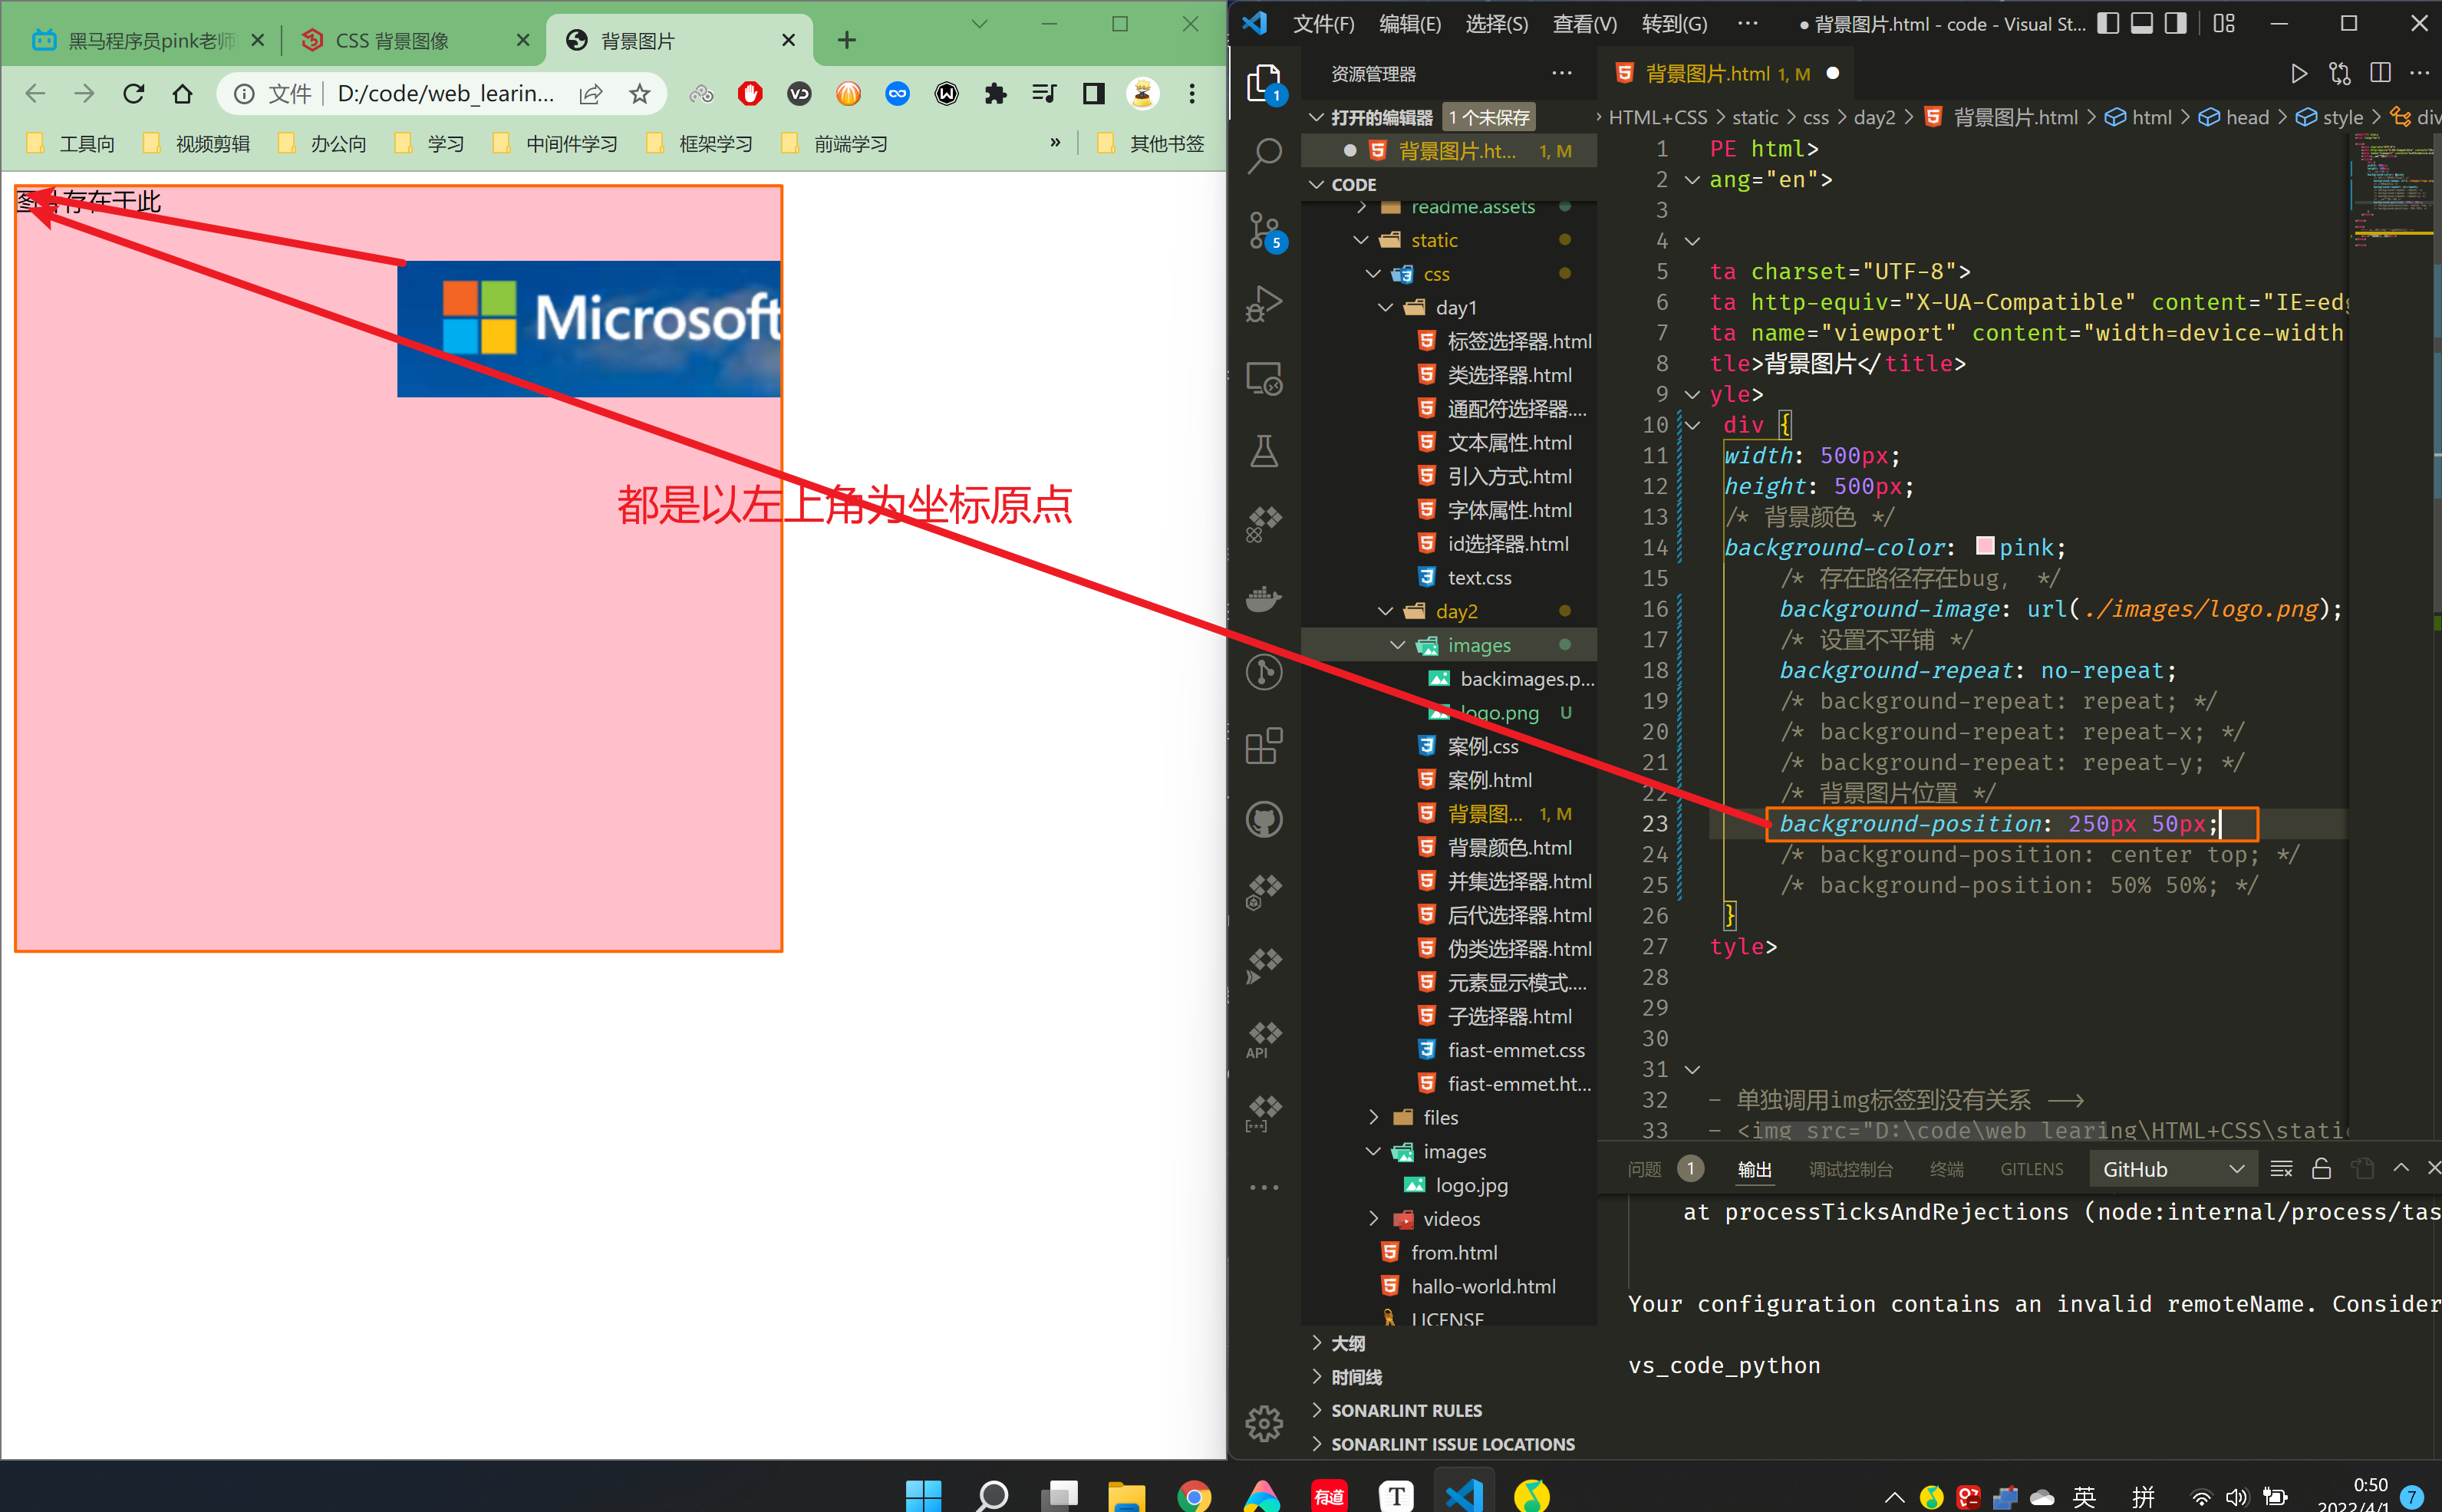 黑马程序员pink老师
CSS 背景图像
背景图片
文件
D:/code/web_learin...
工具向
视频剪辑
办公向
学习
中间件学习
框架学习
前端学习
»
其他书签
图片存在于此
Microsoft
都是以左上角为坐标原点
文件(F) 编辑(E) 选择(S) 查看(V) 转到(G) ···
● 背景图片.html - code - Visual St...
资源管理器
打开的编辑器 1 个未保存
背景图片.ht... 1, M
CODE
readme.assets
static
css
day1
标签选择器.html
类选择器.html
通配符选择器....
文本属性.html
引入方式.html
字体属性.html
id选择器.html
text.css
day2
images
backimages.p...
logo.png U
案例.css
案例.html
背景图... 1, M
背景颜色.html
并集选择器.html
后代选择器.html
伪类选择器.html
元素显示模式....
子选择器.html
fiast-emmet.css
fiast-emmet.ht...
files
images
logo.jpg
videos
from.html
hallo-world.html
LICENSE
大纲
时间线
SONARLINT RULES
SONARLINT ISSUE LOCATIONS
1
5
API
背景图片.html 1, M
HTML+CSS > static > css > day2 > 背景图片.html > html > head > style > div
1 PE html>
2 ang="en">
3
4
5 ta charset="UTF-8">
6 ta http-equiv="X-UA-Compatible" content="IE=edg
7 ta name="viewport" content="width=device-width
8 tle>背景图片</title>
9 yle>
10 div {
11 width: 500px;
12 height: 500px;
13 /* 背景颜色 */
14 background-color: pink;
15 /* 存在路径存在bug, */
16 background-image: url(./images/logo.png);
17 /* 设置不平铺 */
18 background-repeat: no-repeat;
19 /* background-repeat: repeat; */
20 /* background-repeat: repeat-x; */
21 /* background-repeat: repeat-y; */
22 /* 背景图片位置 */
23 background-position: 250px 50px;
24 /* background-position: center top; */
25 /* background-position: 50% 50%; */
26 }
27 tyle>
28
29
30
31
32 - 单独调用img标签到没有关系 -->
33 - <img src="D:\code\web_learing\HTML+CSS\stati
问题 1 输出 调试控制台 终端 GITLENS GitHub
at processTicksAndRejections (node:internal/process/tas
Your configuration contains an invalid remoteName. Consider
vs_code_python
有道
T
英
拼
0:50
2022/4/1
7